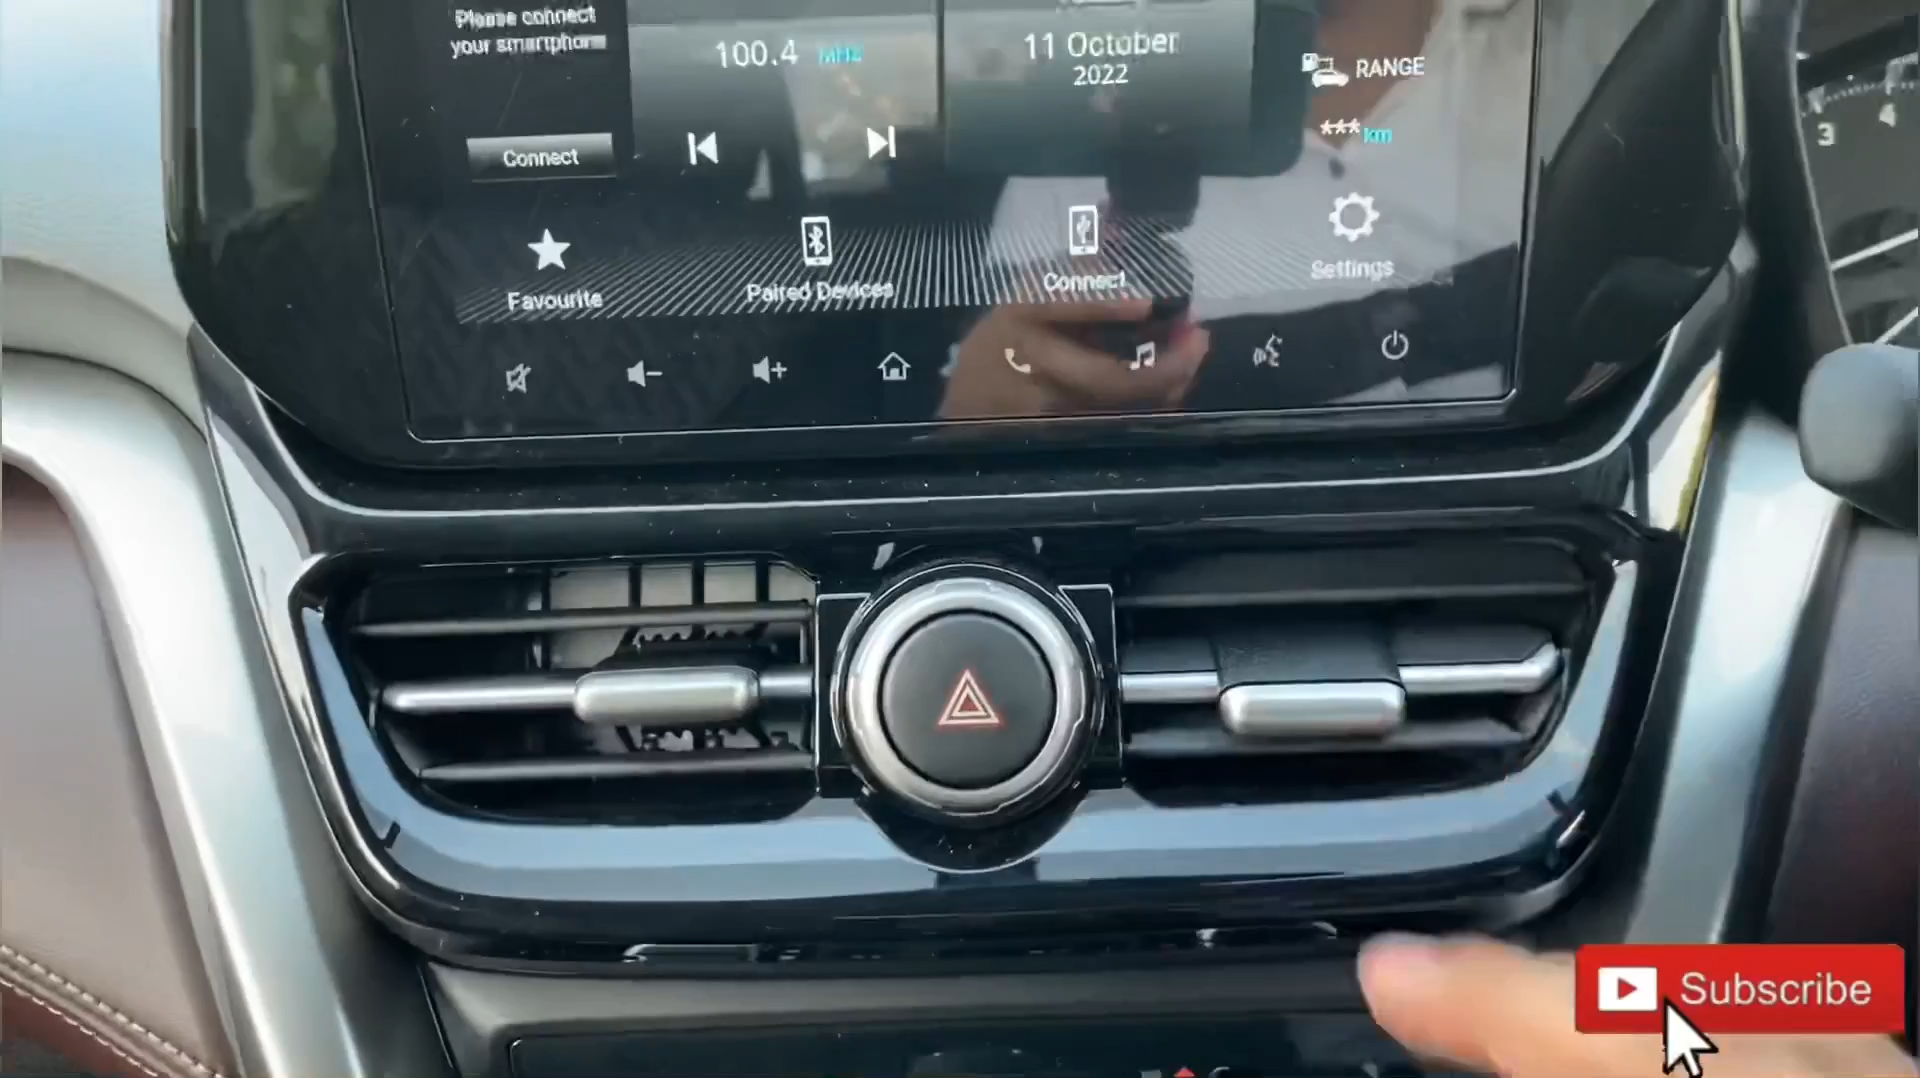 Please connect
your smartphone
Connect
100.4 MHz
11 October
2022
RANGE
*** km
Favourite
Paired Devices
Connect
Settings
3
4
Subscribe